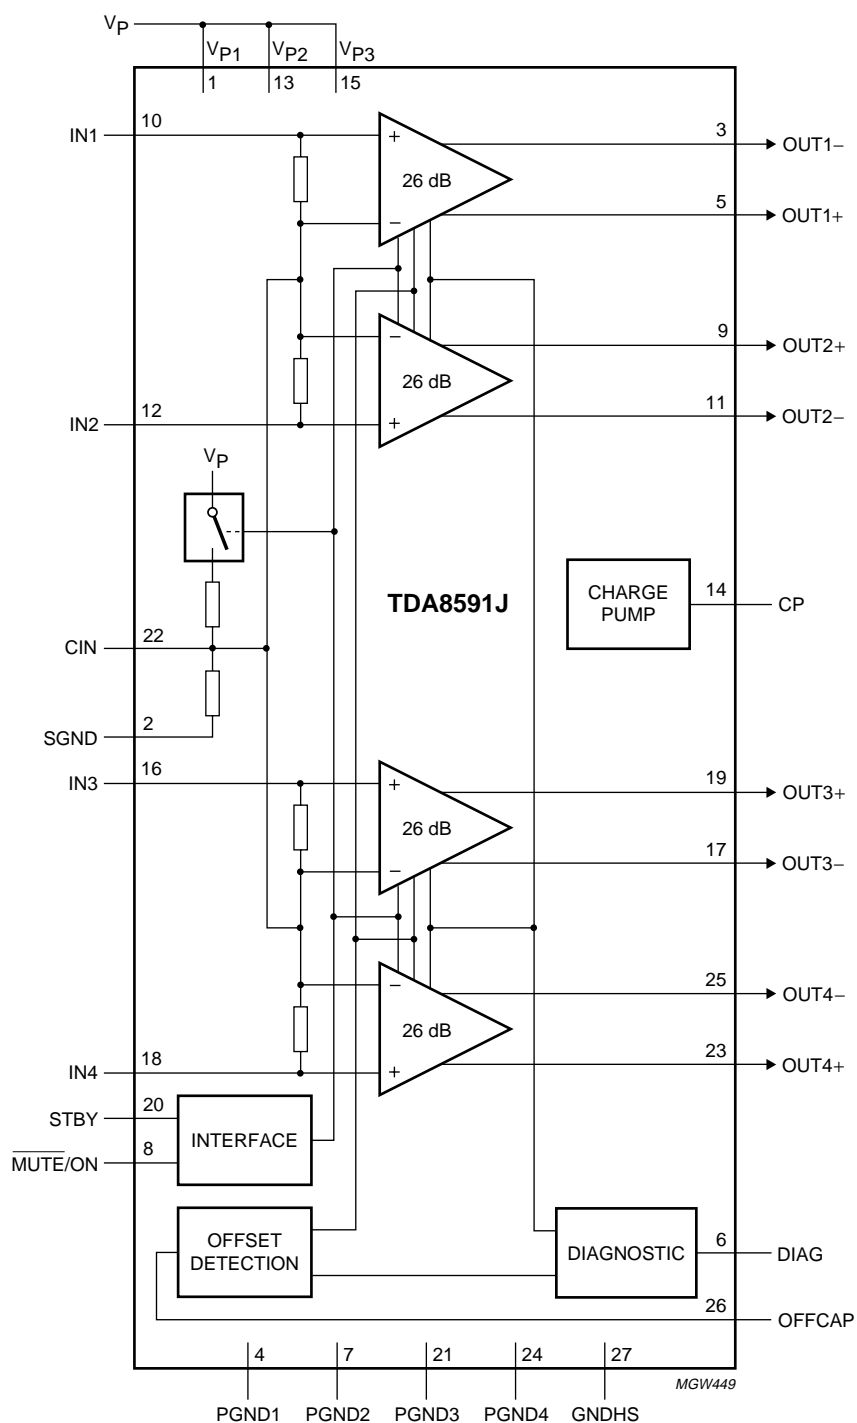 VP
VP1 VP2 VP3
1 13 15
IN1 10 + 3 OUT1−
26 dB
− 5 OUT1+
− 9 OUT2+
26 dB
IN2 12 + 11 OUT2−
VP
TDA8591J
CHARGE
PUMP
14 CP
CIN 22
SGND 2
IN3 16 + 19 OUT3+
26 dB
− 17 OUT3−
− 25 OUT4−
26 dB
IN4 18 + 23 OUT4+
STBY 20
INTERFACE
MUTE/ON 8
OFFSET
DETECTION
DIAGNOSTIC
6 DIAG
26 OFFCAP
4 7 21 24 27
MGW449
PGND1 PGND2 PGND3 PGND4 GNDHS